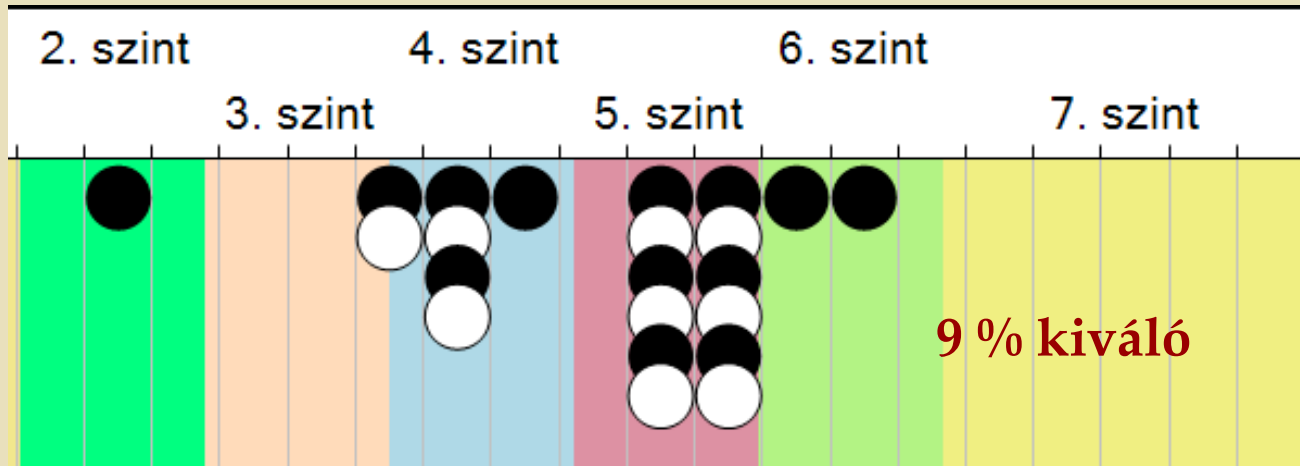 2. szint 4. szint 6. szint
3. szint 5. szint 7. szint
9 % kiváló